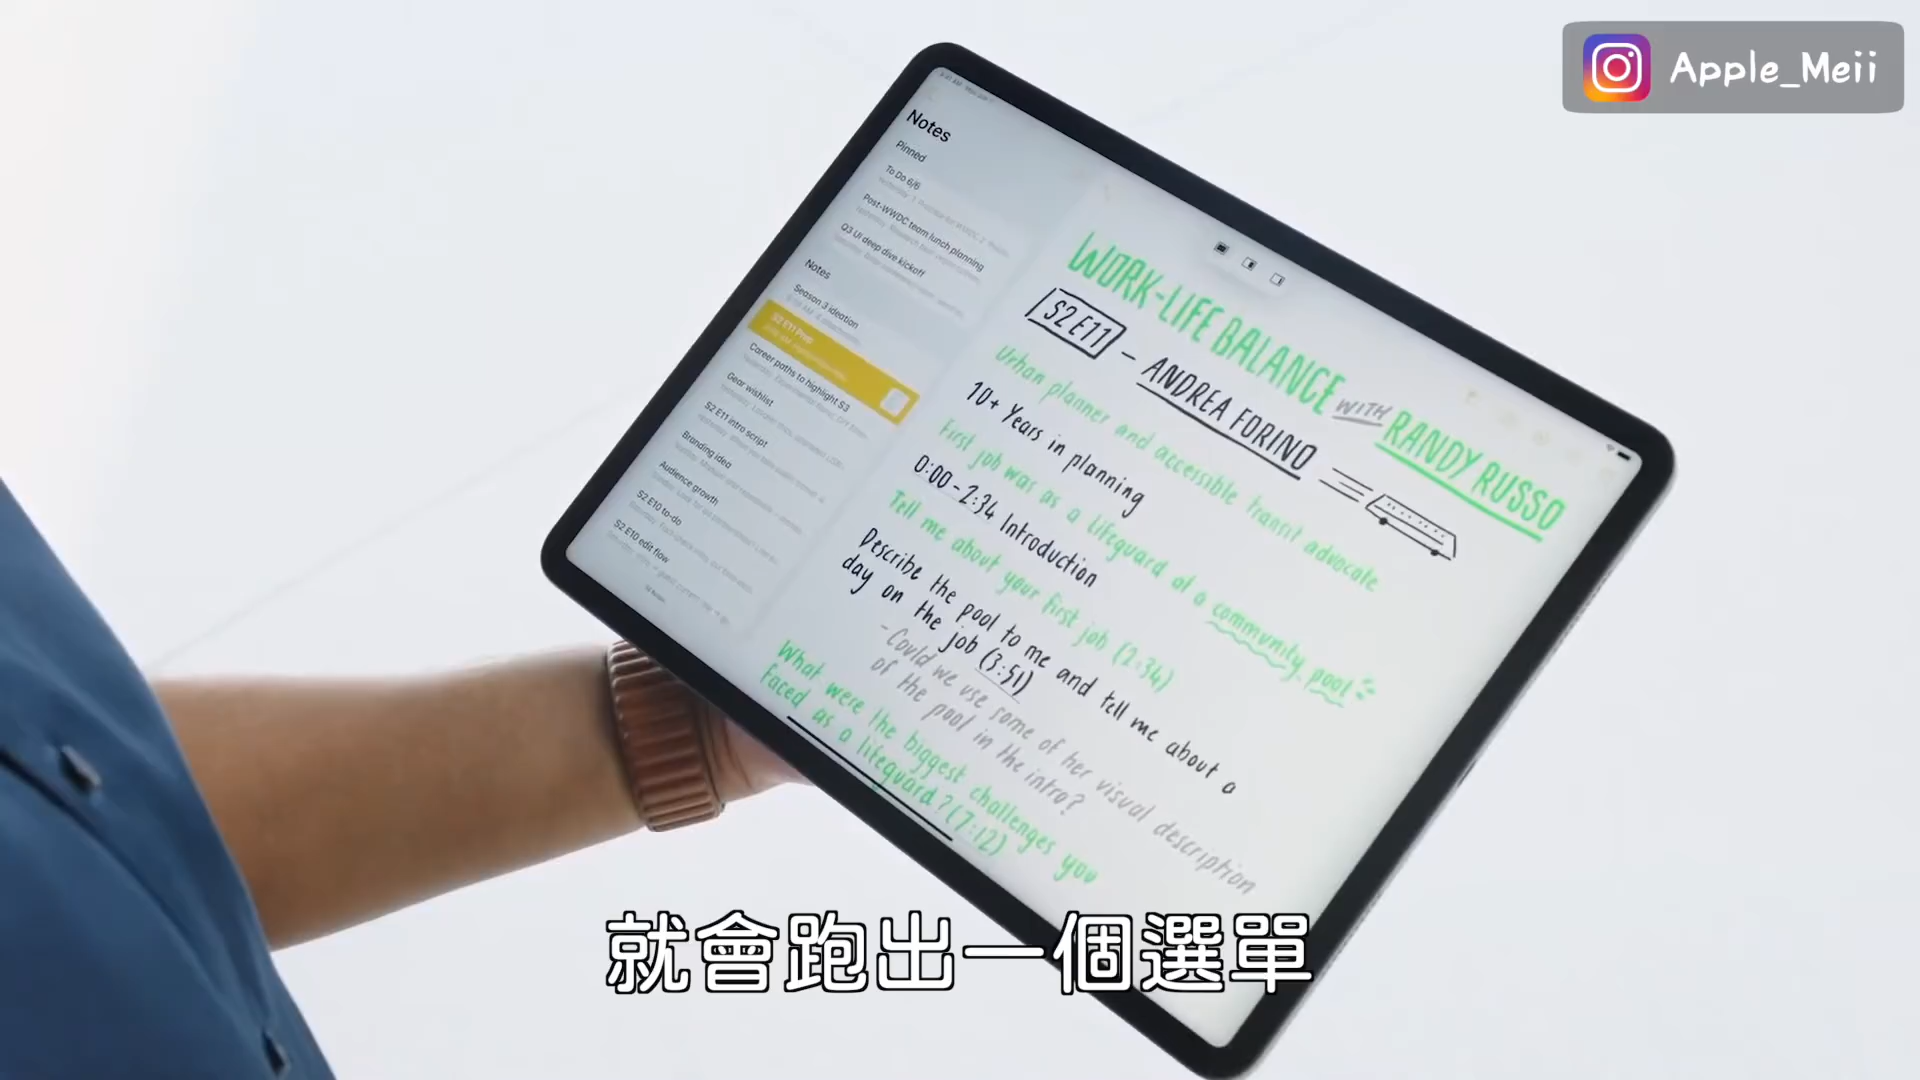 Apple_Meii
Notes
Pinned
To Do 6/6
Post-WWDC team lunch planning
Q3 UI deep dive kickoff
Notes
Season 3 ideation
S2 E11 Prep
Career paths to highlight S3
Gear wishlist
S2 E11 intro script
Branding idea
Audience growth
S2 E10 to-do
S2 E10 edit flow
WORK-LIFE BALANCE WITH RANDY RUSSO
S2 E11 – ANDREA FORINO
Urban planner and accessible transit advocate
10+ Years in planning
First job was as a lifeguard at a community pool
0:00-2:34 Introduction
Tell me about your first job (2:34)
Describe the pool to me and tell me about a
day on the job (3:51)
-Could we use some of her visual description
of the pool in the intro?
What were the biggest challenges you
faced as a lifeguard? (7:12)
就會跑出一個選單